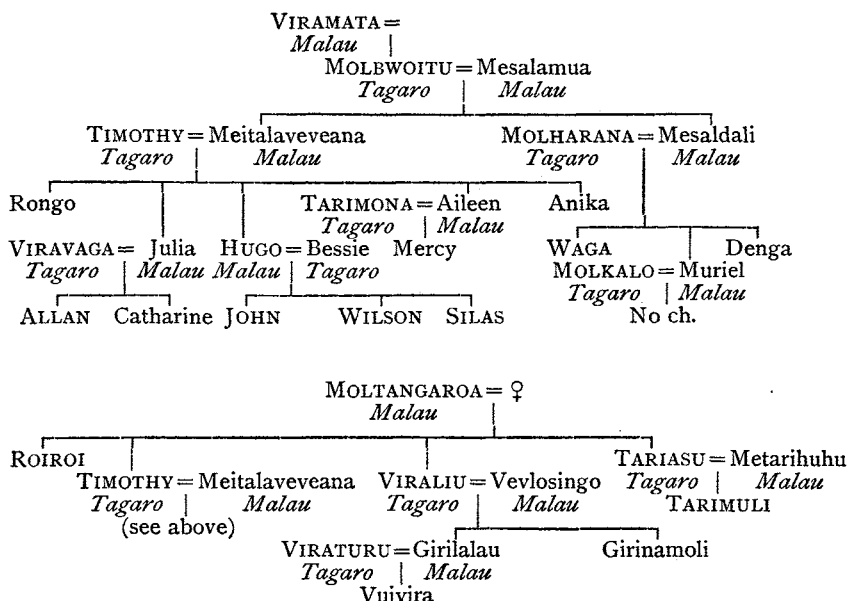 VIRAMATA =
Malau
MOLBWOITU = Mesalamua
Tagaro Malau
TIMOTHY = Meitalaveveana MOLHARANA = Mesaldali
Tagaro Malau Tagaro Malau
Rongo TARIMONA = Aileen Anika
Tagaro Malau
VIRAVAGA = Julia HUGO = Bessie Mercy WAGA Denga
Tagaro Malau Malau Tagaro MOLKALO = Muriel
Tagaro Malau
ALLAN Catharine JOHN WILSON SILAS No ch.
MOLTANGAROA = ♀
Malau
ROIROI TARIASU = Metarihuhu
TIMOTHY = Meitalaveveana VIRALIU = Vevlosingo Tagaro Malau
Tagaro Malau Tagaro Malau TARIMULI
(see above)
VIRATURU = Girilalau Girinamoli
Tagaro Malau
Vuivira